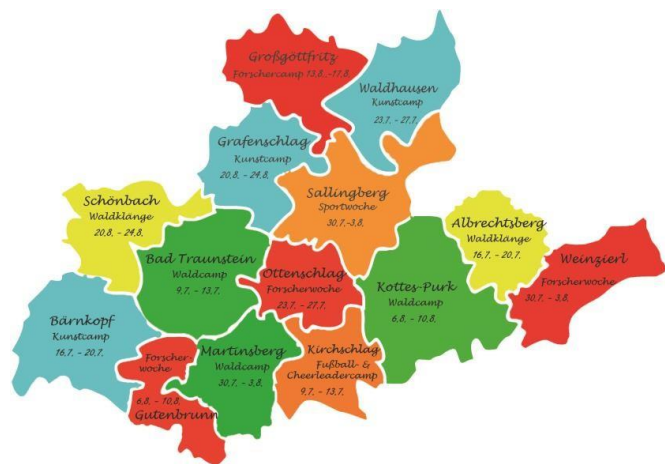 Großgöttfritz
Forschercamp 13.8.-17.8.
Waldhausen
Kunstcamp
23.7. - 27.7.
Grafenschlag
Kunstcamp
20.8. - 24.8.
Sallingberg
Sportwoche
30.7.-3.8.
Schönbach
Waldklänge
20.8. - 24.8.
Albrechtsberg
Waldklänge
16.7. - 20.7.
Bad Traunstein
Waldcamp
9.7. - 13.7.
Ottenschlag
Forscherwoche
23.7. - 27.7.
Weinzierl
Forscherwoche
30.7. - 3.8.
Kottes-Purk
Waldcamp
6.8. - 10.8.
Bärnkopf
Kunstcamp
16.7. - 20.7.
Forscher
woche
6.8. - 10.8.
Gutenbrunn
Martinsberg
Waldcamp
30.7. - 3.8.
Kirchschlag
Fußball- &
Cheerleadercamp
9.7. - 13.7.